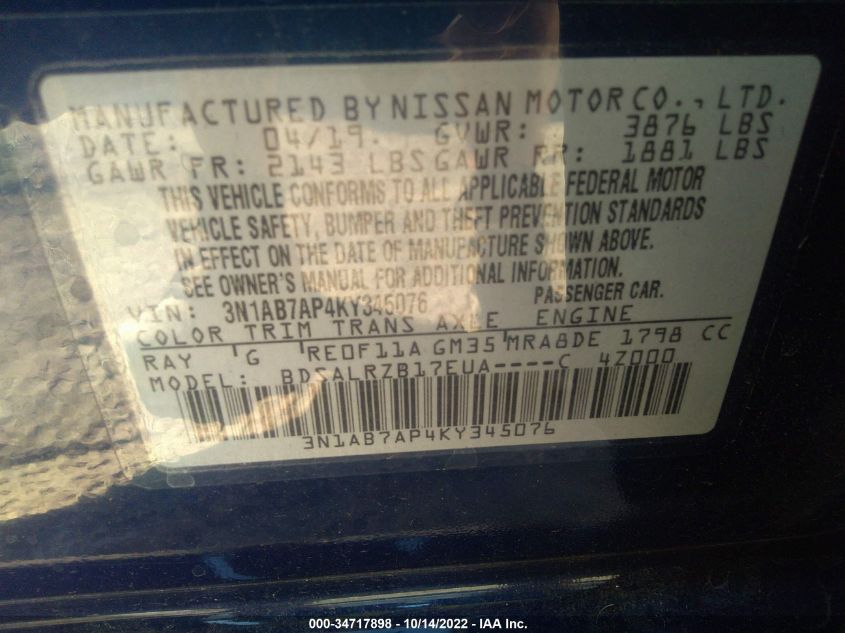 MANUFACTURED BY NISSAN MOTOR CO., LTD.
DATE: 04/19. GVWR: 3876 LBS
GAWR FR: 2143 LBS GAWR RR: 1881 LBS
THIS VEHICLE CONFORMS TO ALL APPLICABLE FEDERAL MOTOR
VEHICLE SAFETY, BUMPER AND THEFT PREVENTION STANDARDS
IN EFFECT ON THE DATE OF MANUFACTURE SHOWN ABOVE.
SEE OWNER'S MANUAL FOR ADDITIONAL INFORMATION.
VIN: 3N1AB7AP4KY345076 PASSENGER CAR.
COLOR TRIM TRANS AXLE ENGINE
RAY G RE0F11A GM35 MRA8DE 1798 CC
MODEL: BDSALRZB17EUA----C 4Z000
3N1AB7AP4KY345076
000-34717898 - 10/14/2022 - IAA Inc.